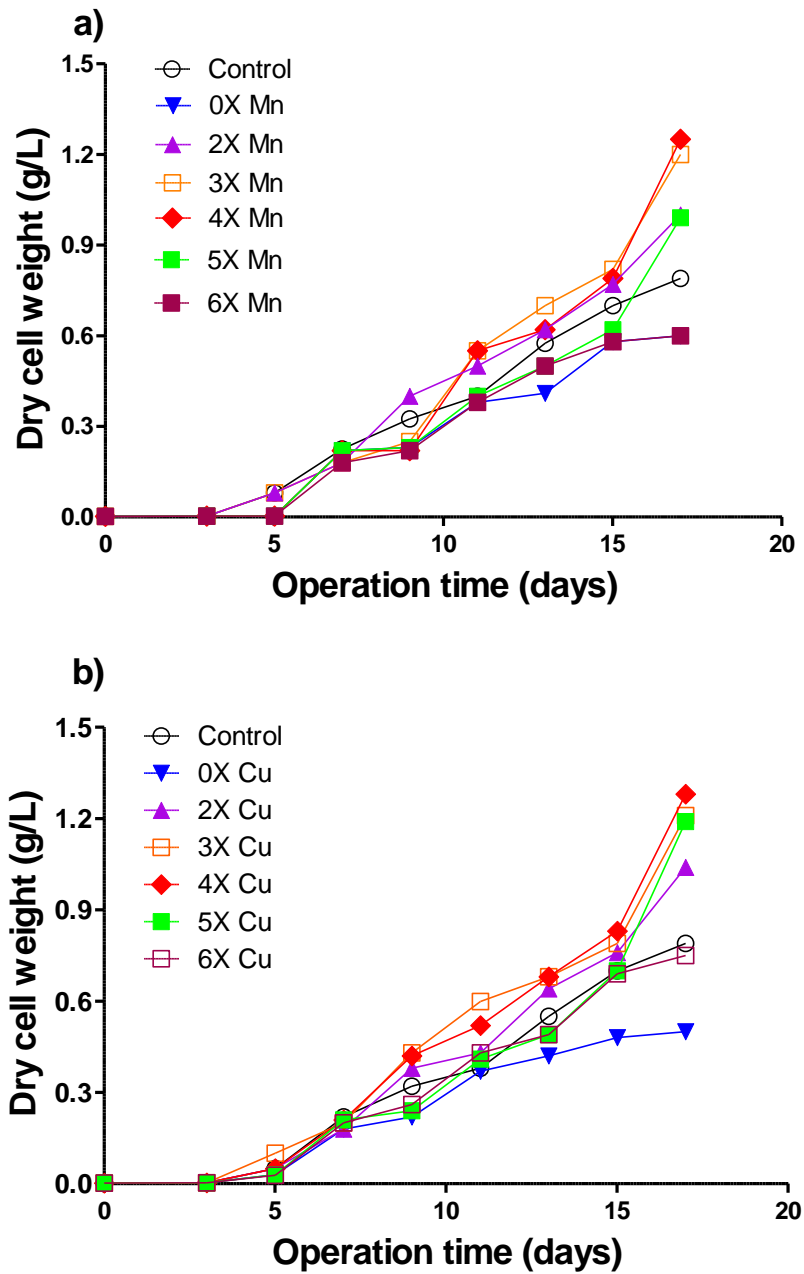 a)
1.5
1.2
0.9
0.6
0.3
0.0
Dry cell weight (g/L)
Control
0X Mn
2X Mn
3X Mn
4X Mn
5X Mn
6X Mn
0 5 10 15 20
Operation time (days)
b)
1.5
1.2
0.9
0.6
0.3
0.0
Dry cell weight (g/L)
Control
0X Cu
2X Cu
3X Cu
4X Cu
5X Cu
6X Cu
0 5 10 15 20
Operation time (days)